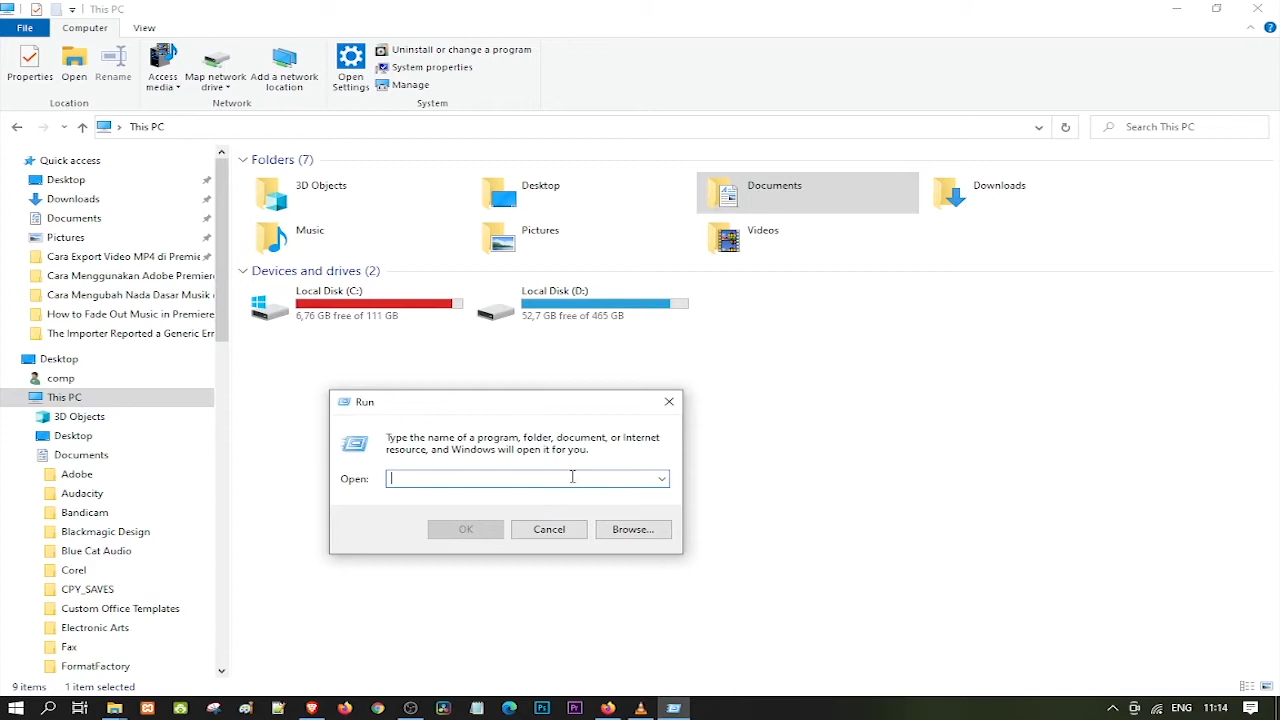 This PC
File
Computer
View
Properties
Open
Rename
Access media
Map network drive
Add a network location
Open Settings
Uninstall or change a program
System properties
Manage
Location
Network
System
This PC
Search This PC
Quick access
Desktop
Downloads
Documents
Pictures
Cara Export Video MP4 di Premie
Cara Menggunakan Adobe Premier
Cara Mengubah Nada Dasar Musik
How to Fade Out Music in Premiere
The Importer Reported a Generic Err
Desktop
comp
This PC
3D Objects
Desktop
Documents
Adobe
Audacity
Bandicam
Blackmagic Design
Blue Cat Audio
Corel
CPY_SAVES
Custom Office Templates
Electronic Arts
Fax
FormatFactory
Folders (7)
3D Objects
Desktop
Documents
Downloads
Music
Pictures
Videos
Devices and drives (2)
Local Disk (C:)
6,76 GB free of 111 GB
Local Disk (D:)
52,7 GB free of 465 GB
Run
Type the name of a program, folder, document, or Internet
resource, and Windows will open it for you.
Open:
OK
Cancel
Browse...
9 items
1 item selected
Ps
Pr
ENG
11:14